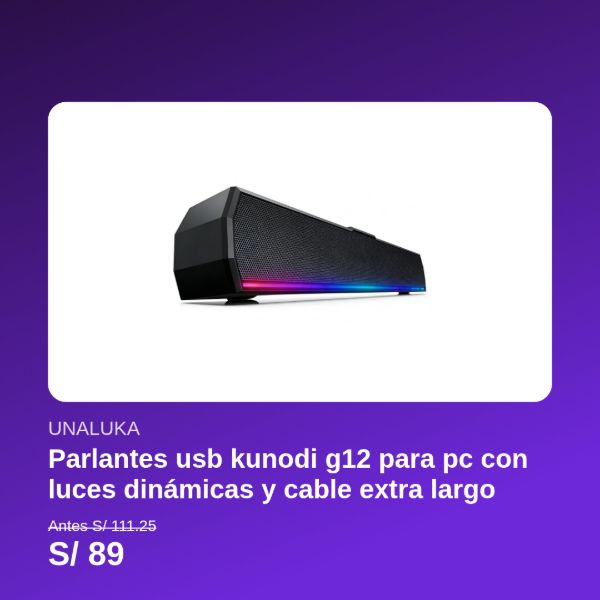 UNALUKA
Parlantes usb kunodi g12 para pc con
luces dinámicas y cable extra largo
Antes S/ 111.25
S/ 89